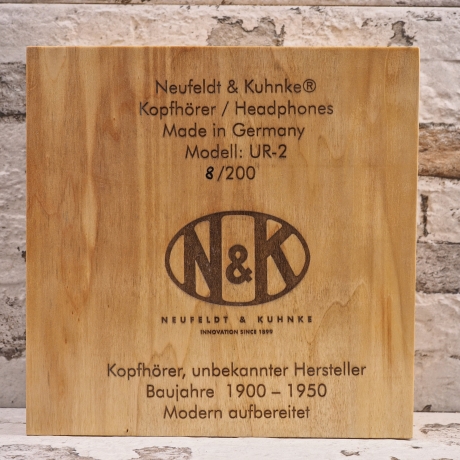 Neufeldt & Kuhnke®
Kopfhörer / Headphones
Made in Germany
Modell: UR-2
8/200
N&K
NEUFELDT & KUHNKE
INNOVATION SINCE 1899
Kopfhörer, unbekannter Hersteller
Baujahre 1900 – 1950
Modern aufbereitet